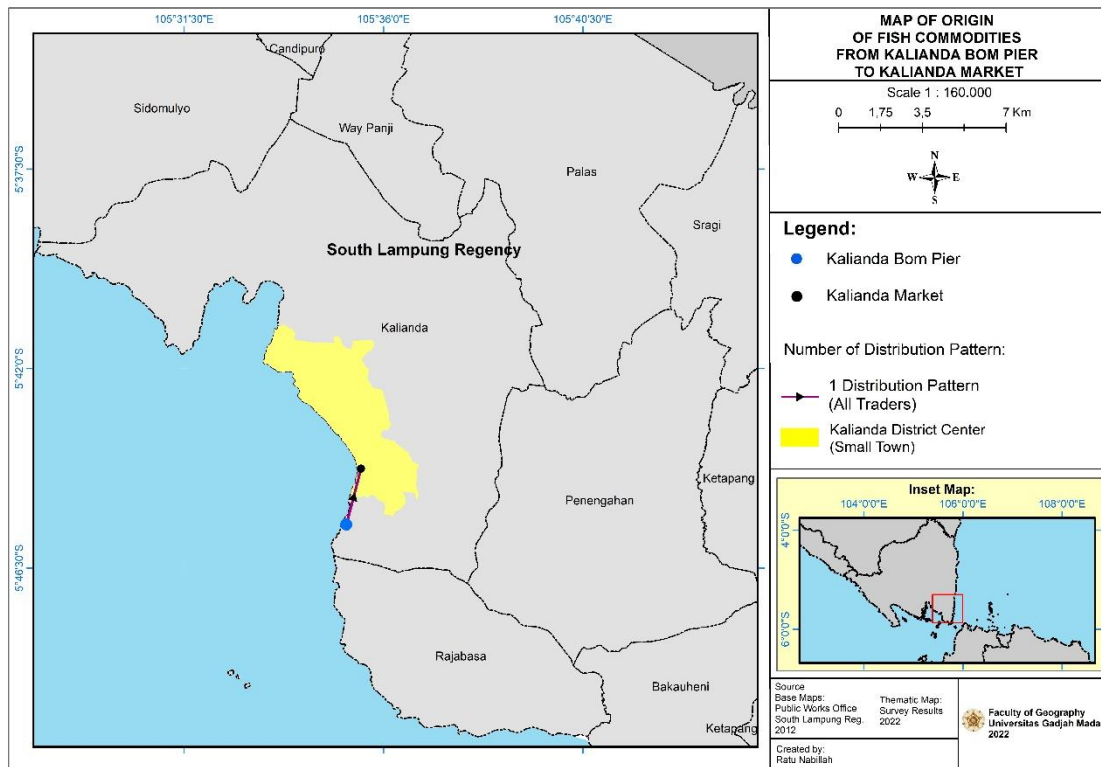 105°31'30"E
105°36'0"E
105°40'30"E
5°37'30"S
5°42'0"S
5°46'30"S
Candipuro
Sidomulyo
Way Panji
Palas
Sragi
South Lampung Regency
Kalianda
Ketapang
Penengahan
Rajabasa
Bakauheni
Ketapang
MAP OF ORIGIN
OF FISH COMMODITIES
FROM KALIANDA BOM PIER
TO KALIANDA MARKET
Scale 1 : 160.000
0 1,75 3,5 7 Km
N
W E
S
Legend:
Kalianda Bom Pier
Kalianda Market
Number of Distribution Pattern:
1 Distribution Pattern
(All Traders)
Kalianda District Center
(Small Town)
Inset Map:
104°0'0"E 106°0'0"E 108°0'0"E
4°0'0"S
6°0'0"S
Source
Base Maps:
Public Works Office
South Lampung Reg.
2012
Thematic Map:
Survey Results
2022
Created by:
Ratu Nabillah
Faculty of Geography
Universitas Gadjah Mada
2022